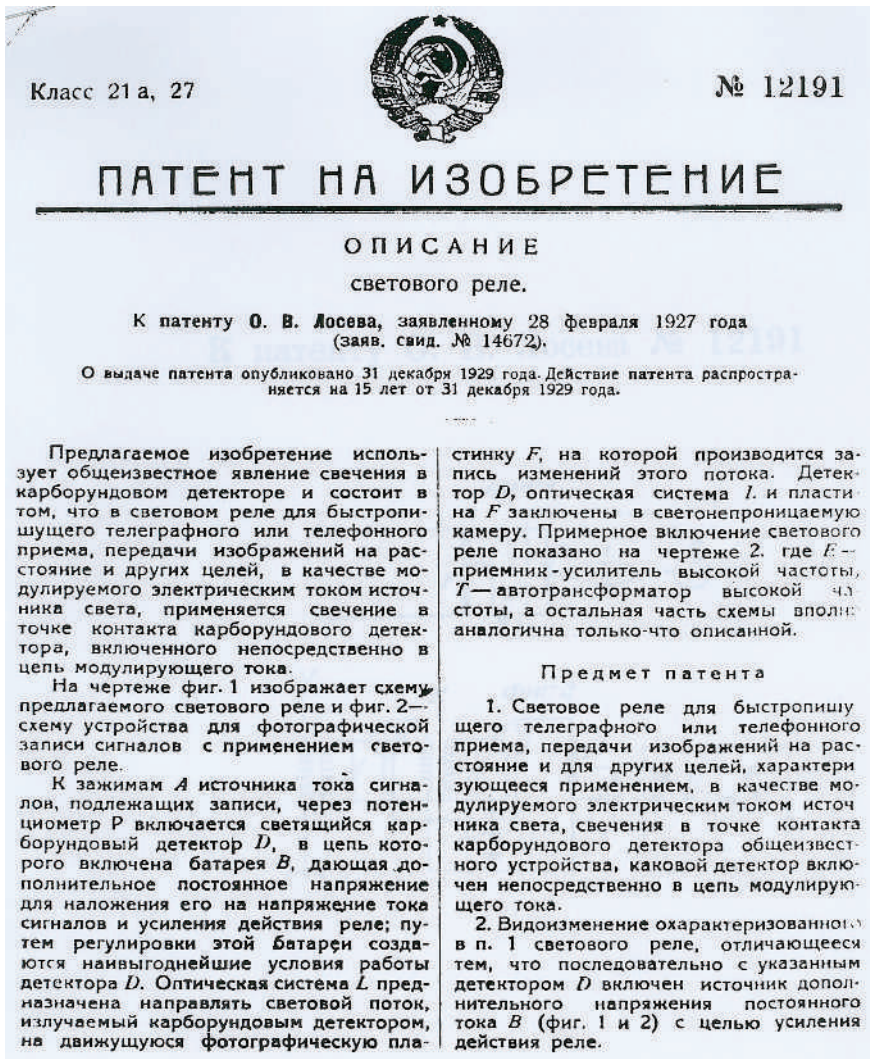 Класс 21 а, 27
№ 12191
ПАТЕНТ НА ИЗОБРЕТЕНИЕ
ОПИСАНИЕ
светового реле.
К патенту О. В. Лосева, заявленному 28 февраля 1927 года
(заяв. свид. № 14672).
О выдаче патента опубликовано 31 декабря 1929 года. Действие патента распростра-
няется на 15 лет от 31 декабря 1929 года.
Предлагаемое изобретение исполь-
зует общеизвестное явление свечения в
карборундовом детекторе и состоит в
том, что в световом реле для быстропи-
шущего телеграфного или телефонного
приема, передачи изображений на рас-
стояние и других целей, в качестве мо-
дулируемого электрическим током источ-
ника света, применяется свечение в
точке контакта карборундового детек-
тора, включенного непосредственно в
цепь модулирующего тока.
На чертеже фиг. 1 изображает схему
предлагаемого светового реле и фиг. 2—
схему устройства для фотографической
записи сигналов с применением свето-
вого реле.
К зажимам A источника тока сигна-
лов, подлежащих записи, через потен-
циометр P включается светящийся кар-
борундовый детектор D, в цепь кото-
рого включена батарея B, дающая до-
полнительное постоянное напряжение
для наложения его на напряжение тока
сигналов и усиления действия реле; пу-
тем регулировки этой батареи созда-
ются наивыгоднейшие условия работы
детектора D. Оптическая система L пред-
назначена направлять световой поток,
излучаемый карборундовым детектором,
на движущуюся фотографическую пла-
стинку F, на которой производится за-
пись изменений этого потока. Детек-
тор D, оптическая система L и пласти
на F заключены в светонепроницаемую
камеру. Примерное включение светового
реле показано на чертеже 2. где E—
приемник-усилитель высокой частоты,
T—автотрансформатор высокой ча
стоты, а остальная часть схемы вполне
аналогична только-что описанной.
Предмет патента
1. Световое реле для быстропишу
щего телеграфного или телефонного
приема, передачи изображений на рас-
стояние и для других целей, характери
зующееся применением, в качестве мо-
дулируемого электрическим током источ
ника света, свечения в точке контакта
карборундового детектора общеизвест-
ного устройства, каковой детектор вклю-
чен непосредственно в цепь модулирую-
щего тока.
2. Видоизменение охарактеризованного
в п. 1 светового реле, отличающееся
тем, что последовательно с указанным
детектором D включен источник допол-
нительного напряжения постоянного
тока B (фиг. 1 и 2) с целью усиления
действия реле.